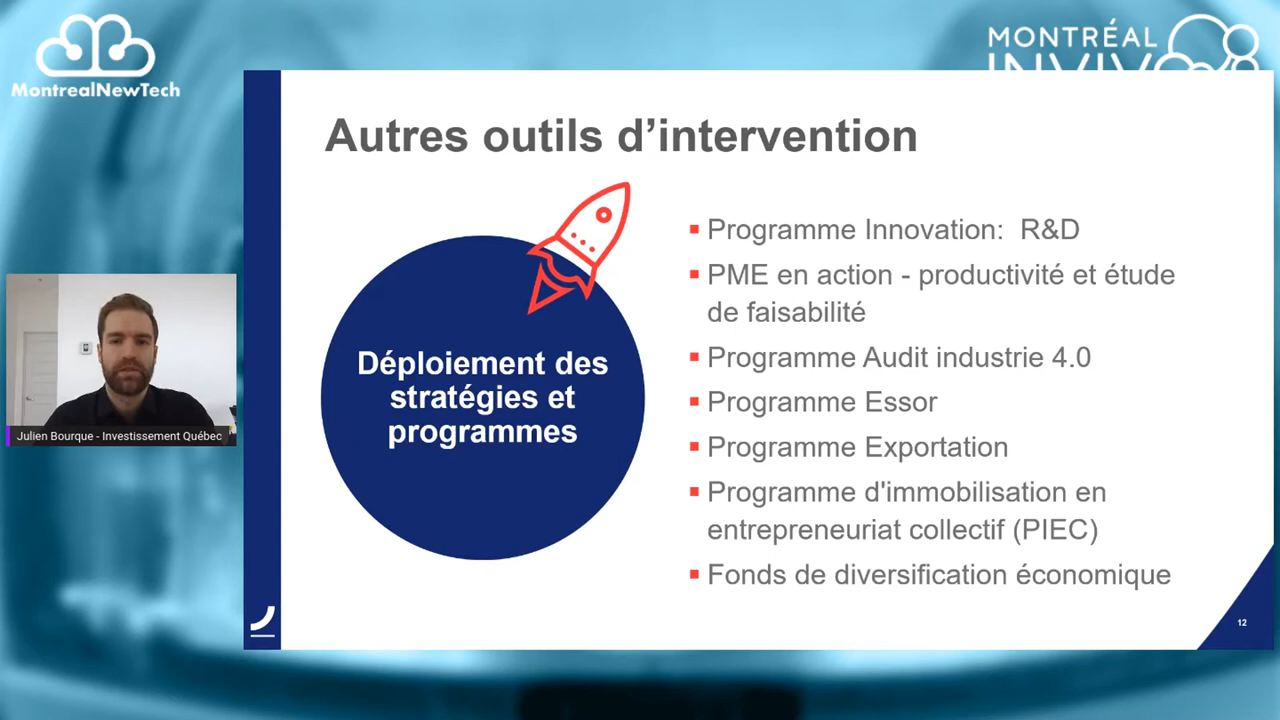 MontrealNewTech
MONTRÉAL
INVIVO
Autres outils d’intervention
Déploiement des
stratégies et
programmes
Programme Innovation:  R&D
PME en action - productivité et étude
de faisabilité
Programme Audit industrie 4.0
Programme Essor
Programme Exportation
Programme d'immobilisation en
entrepreneuriat collectif (PIEC)
Fonds de diversification économique
Julien Bourque - Investissement Québec
12